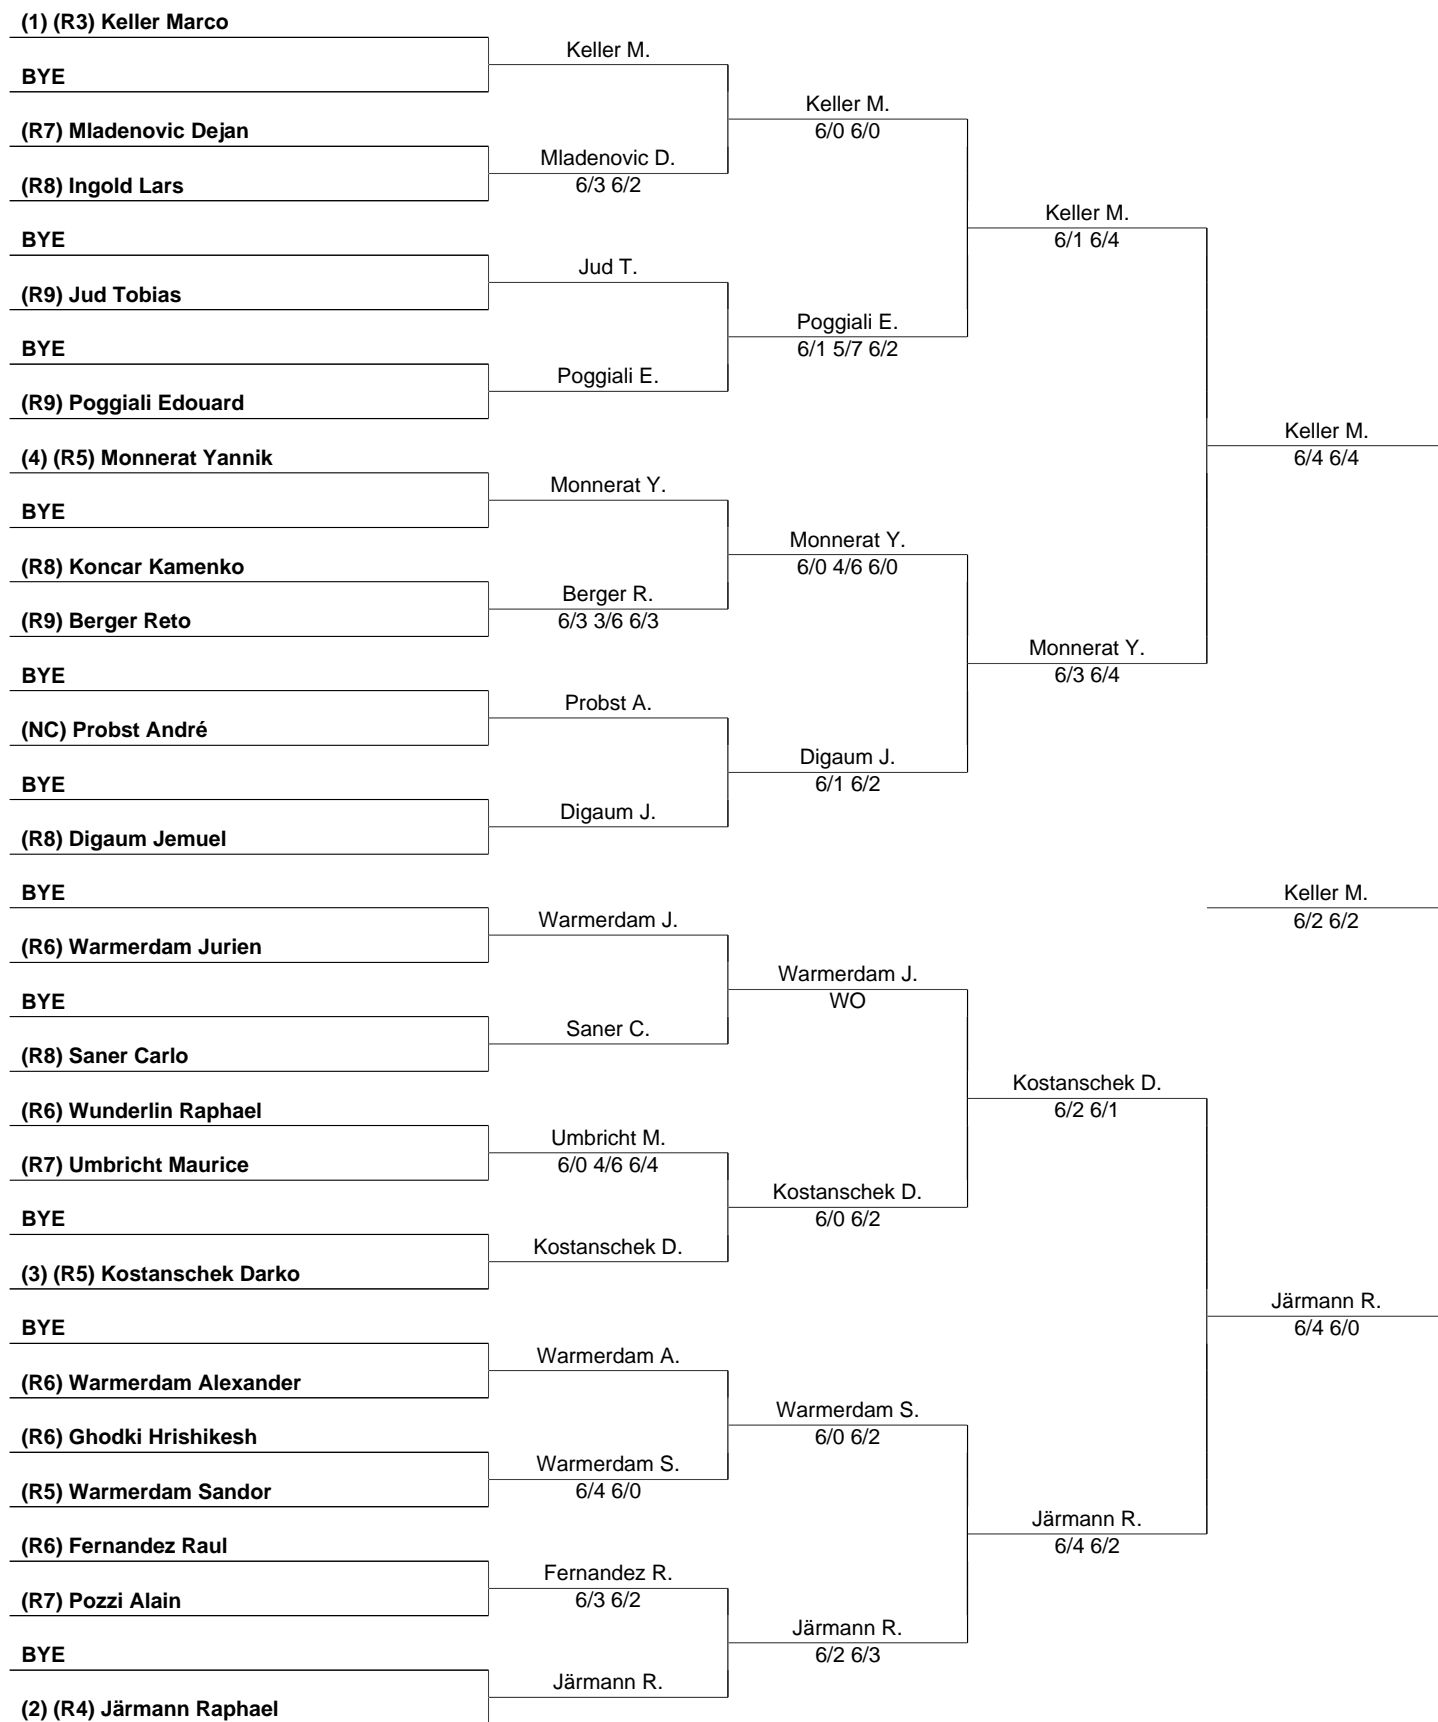 (1) (R3) Keller Marco
Keller M.
BYE
Keller M.
6/0 6/0
(R7) Mladenovic Dejan
Mladenovic D.
6/3 6/2
(R8) Ingold Lars
Keller M.
6/1 6/4
BYE
Jud T.
(R9) Jud Tobias
Poggiali E.
6/1 5/7 6/2
BYE
Poggiali E.
(R9) Poggiali Edouard
Keller M.
6/4 6/4
(4) (R5) Monnerat Yannik
Monnerat Y.
BYE
Monnerat Y.
6/0 4/6 6/0
(R8) Koncar Kamenko
Berger R.
6/3 3/6 6/3
(R9) Berger Reto
Monnerat Y.
6/3 6/4
BYE
Probst A.
(NC) Probst André
Digaum J.
6/1 6/2
BYE
Digaum J.
(R8) Digaum Jemuel
BYE
Keller M.
6/2 6/2
Warmerdam J.
(R6) Warmerdam Jurien
Warmerdam J.
WO
BYE
Saner C.
(R8) Saner Carlo
Kostanschek D.
6/2 6/1
(R6) Wunderlin Raphael
Umbricht M.
6/0 4/6 6/4
(R7) Umbricht Maurice
Kostanschek D.
6/0 6/2
BYE
Kostanschek D.
(3) (R5) Kostanschek Darko
Järmann R.
6/4 6/0
BYE
Warmerdam A.
(R6) Warmerdam Alexander
Warmerdam S.
6/0 6/2
(R6) Ghodki Hrishikesh
Warmerdam S.
6/4 6/0
(R5) Warmerdam Sandor
Järmann R.
6/4 6/2
(R6) Fernandez Raul
Fernandez R.
6/3 6/2
(R7) Pozzi Alain
Järmann R.
6/2 6/3
BYE
Järmann R.
(2) (R4) Järmann Raphael